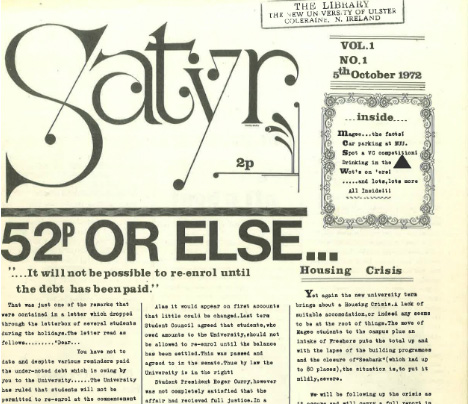 THE LIBRARY
THE NEW UNIVERSITY OF ULSTER
COLERAINE, N. IRELAND
Satyr
2p
VOL.1
NO.1
5th October 1972
...inside....
Magee...the facts!
Car parking at NUU.
Spot a VC competition!
Drinking in the
Wot's on 'ere!
.....and lots,lots more
All Inside!!!
52P OR ELSE...
"....It will not be possible to re-enrol until
the debt has been paid."
That was just one of the remarks that
were contained in a letter which dropped
through the letterbox of several students
during the holidays.The letter read as
follows.........."Dear...
You have not to
date and despite various reminders paid
the under-noted debt which is owing by
you to the University......The University
has ruled that students will not be
permitted to re-enrol at the commencement
Alas it would appear on first accounts
that little could be changed.Last term
Student Council agreed that students,who
owed amounts to the University,should not
be allowed to re-enrol until the balance
has been settled.This was passed and
agreed to in the senate.Thus by law the
University is in the right!
Student President Roger Curry,however
was not completely satisfied that the
affair had recieved full justice.In a
Housing Crisis
Yet again the new university term
brings about a Housing Crisis.A lack of
suitable accomodation,or indeed any seems
to be at the root of things.The move of
Magee students to the campus plus an
intake of Freshers puts the total up and
with the lapse of the building programmes
and the closure of"Seabank"(which had up
to 80 places),the situation is,to put it
mildly,severe.
We will be following up the crisis as
it comes and will carry a full report in